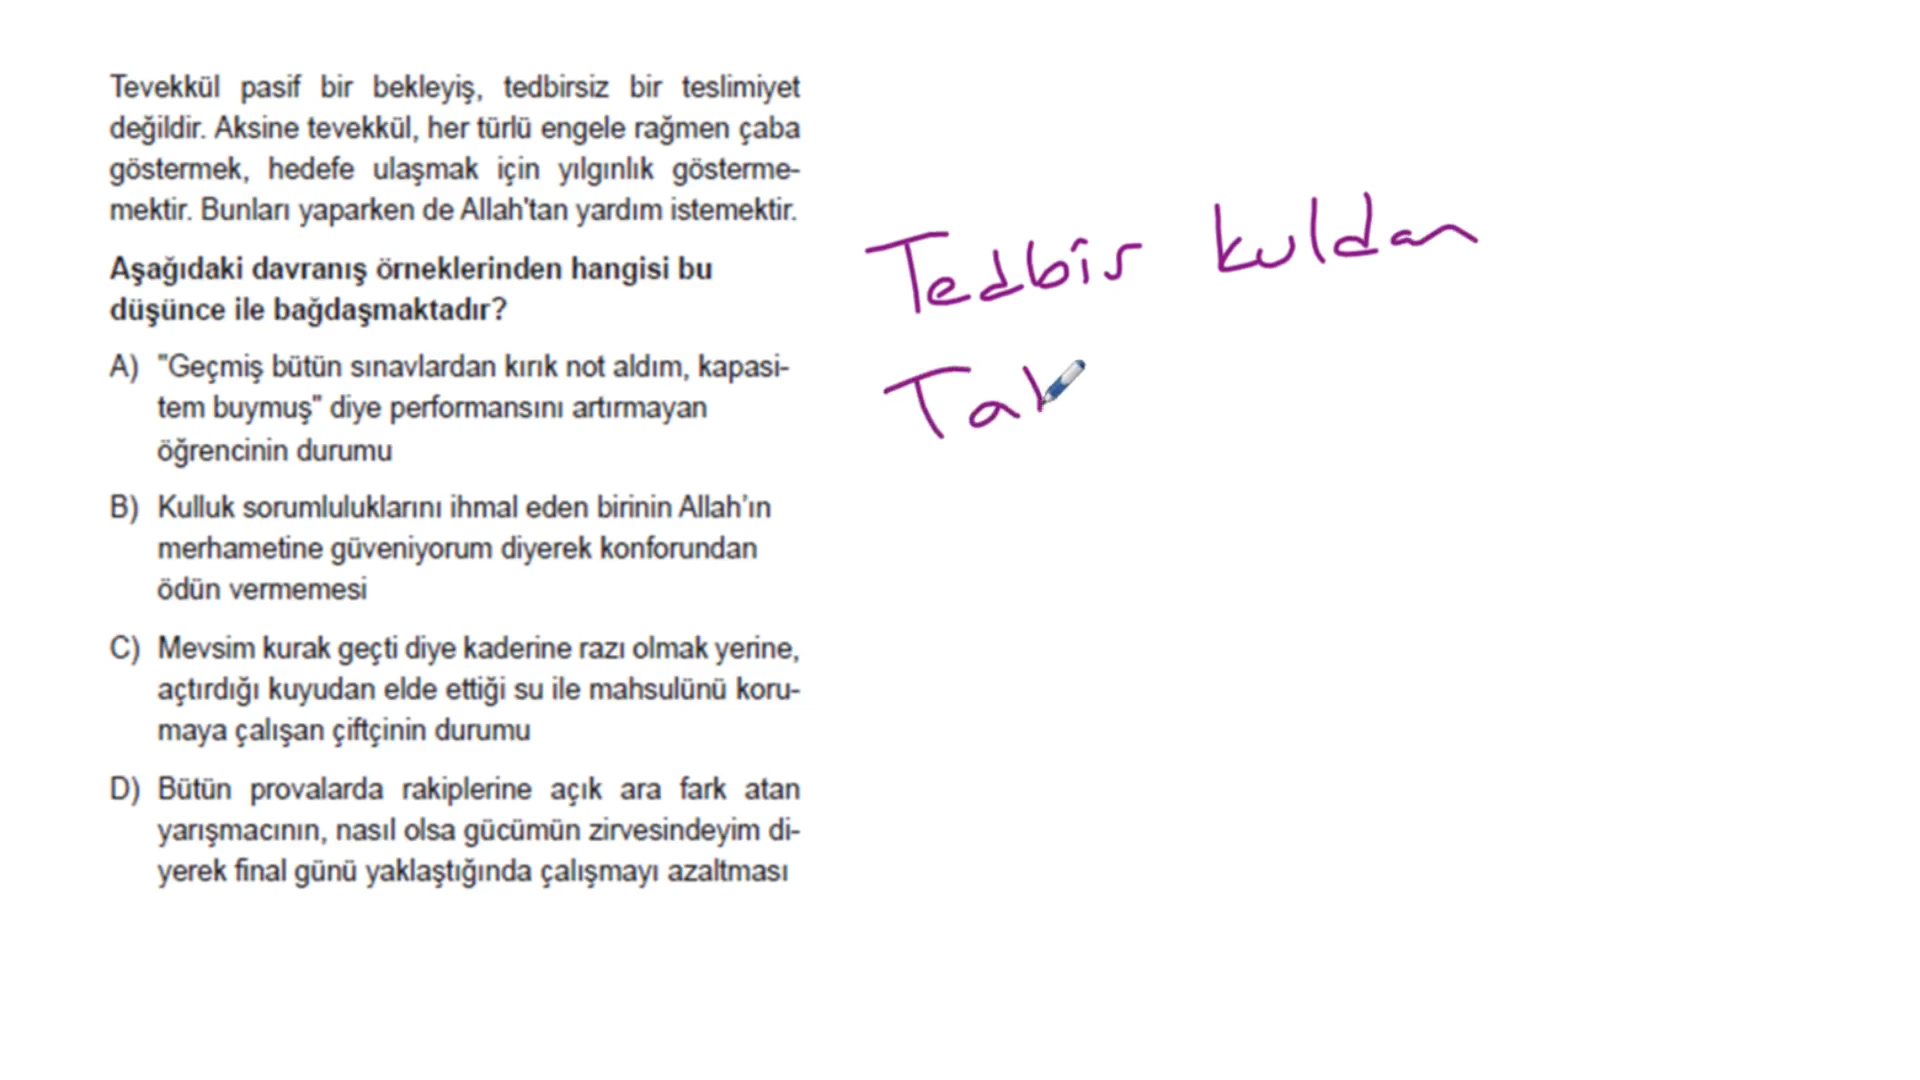 Tevekkül pasif bir bekleyiş, tedbirsiz bir teslimiyet
değildir. Aksine tevekkül, her türlü engele rağmen çaba
göstermek, hedefe ulaşmak için yılgınlık gösterme-
mektir. Bunları yaparken de Allah'tan yardım istemektir.
Aşağıdaki davranış örneklerinden hangisi bu
düşünce ile bağdaşmaktadır?
A) "Geçmiş bütün sınavlardan kırık not aldım, kapasi-
tem buymuş" diye performansını artırmayan
öğrencinin durumu
B) Kulluk sorumluluklarını ihmal eden birinin Allah'ın
merhametine güveniyorum diyerek konforundan
ödün vermemesi
C) Mevsim kurak geçti diye kaderine razı olmak yerine,
açtırdığı kuyudan elde ettiği su ile mahsulünü koru-
maya çalışan çiftçinin durumu
D) Bütün provalarda rakiplerine açık ara fark atan
yarışmacının, nasıl olsa gücümün zirvesindeyim di-
yerek final günü yaklaştığında çalışmayı azaltması
Tedbir kuldan